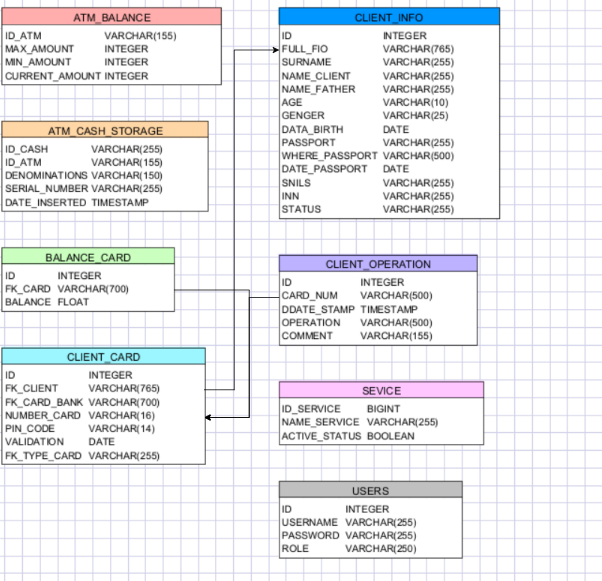 ATM_BALANCE
ID_ATM VARCHAR(155)
MAX_AMOUNT INTEGER
MIN_AMOUNT INTEGER
CURRENT_AMOUNT INTEGER
ATM_CASH_STORAGE
ID_CASH VARCHAR(255)
ID_ATM VARCHAR(155)
DENOMINATIONS VARCHAR(150)
SERIAL_NUMBER VARCHAR(255)
DATE_INSERTED TIMESTAMP
BALANCE_CARD
ID INTEGER
FK_CARD VARCHAR(700)
BALANCE FLOAT
CLIENT_CARD
ID INTEGER
FK_CLIENT VARCHAR(765)
FK_CARD_BANK VARCHAR(700)
NUMBER_CARD VARCHAR(16)
PIN_CODE VARCHAR(14)
VALIDATION DATE
FK_TYPE_CARD VARCHAR(255)
CLIENT_INFO
ID INTEGER
FULL_FIO VARCHAR(765)
SURNAME VARCHAR(255)
NAME_CLIENT VARCHAR(255)
NAME_FATHER VARCHAR(255)
AGE VARCHAR(10)
GENGER VARCHAR(25)
DATA_BIRTH DATE
PASSPORT VARCHAR(255)
WHERE_PASSPORT VARCHAR(500)
DATE_PASSPORT DATE
SNILS VARCHAR(255)
INN VARCHAR(255)
STATUS VARCHAR(255)
CLIENT_OPERATION
ID INTEGER
CARD_NUM VARCHAR(500)
DDATE_STAMP TIMESTAMP
OPERATION VARCHAR(500)
COMMENT VARCHAR(155)
SEVICE
ID_SERVICE BIGINT
NAME_SERVICE VARCHAR(255)
ACTIVE_STATUS BOOLEAN
USERS
ID INTEGER
USERNAME VARCHAR(255)
PASSWORD VARCHAR(255)
ROLE VARCHAR(250)